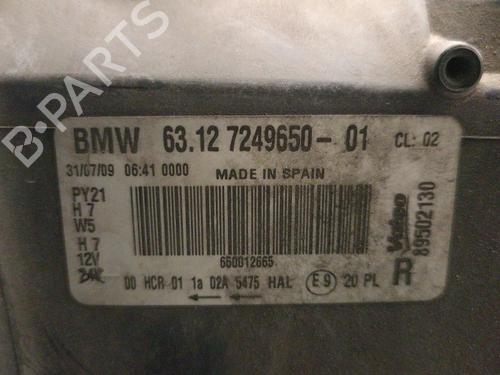 B-PARTS
BMW 63.12 7249650-01 CL: 02
31/07/09 06:41 0000 MADE IN SPAIN
PY21
H 7
W5
H 7
12V
660012665
00 HCR 01 1a 02A 5475 HAL E9 20 PL
Valeo
89502130
R